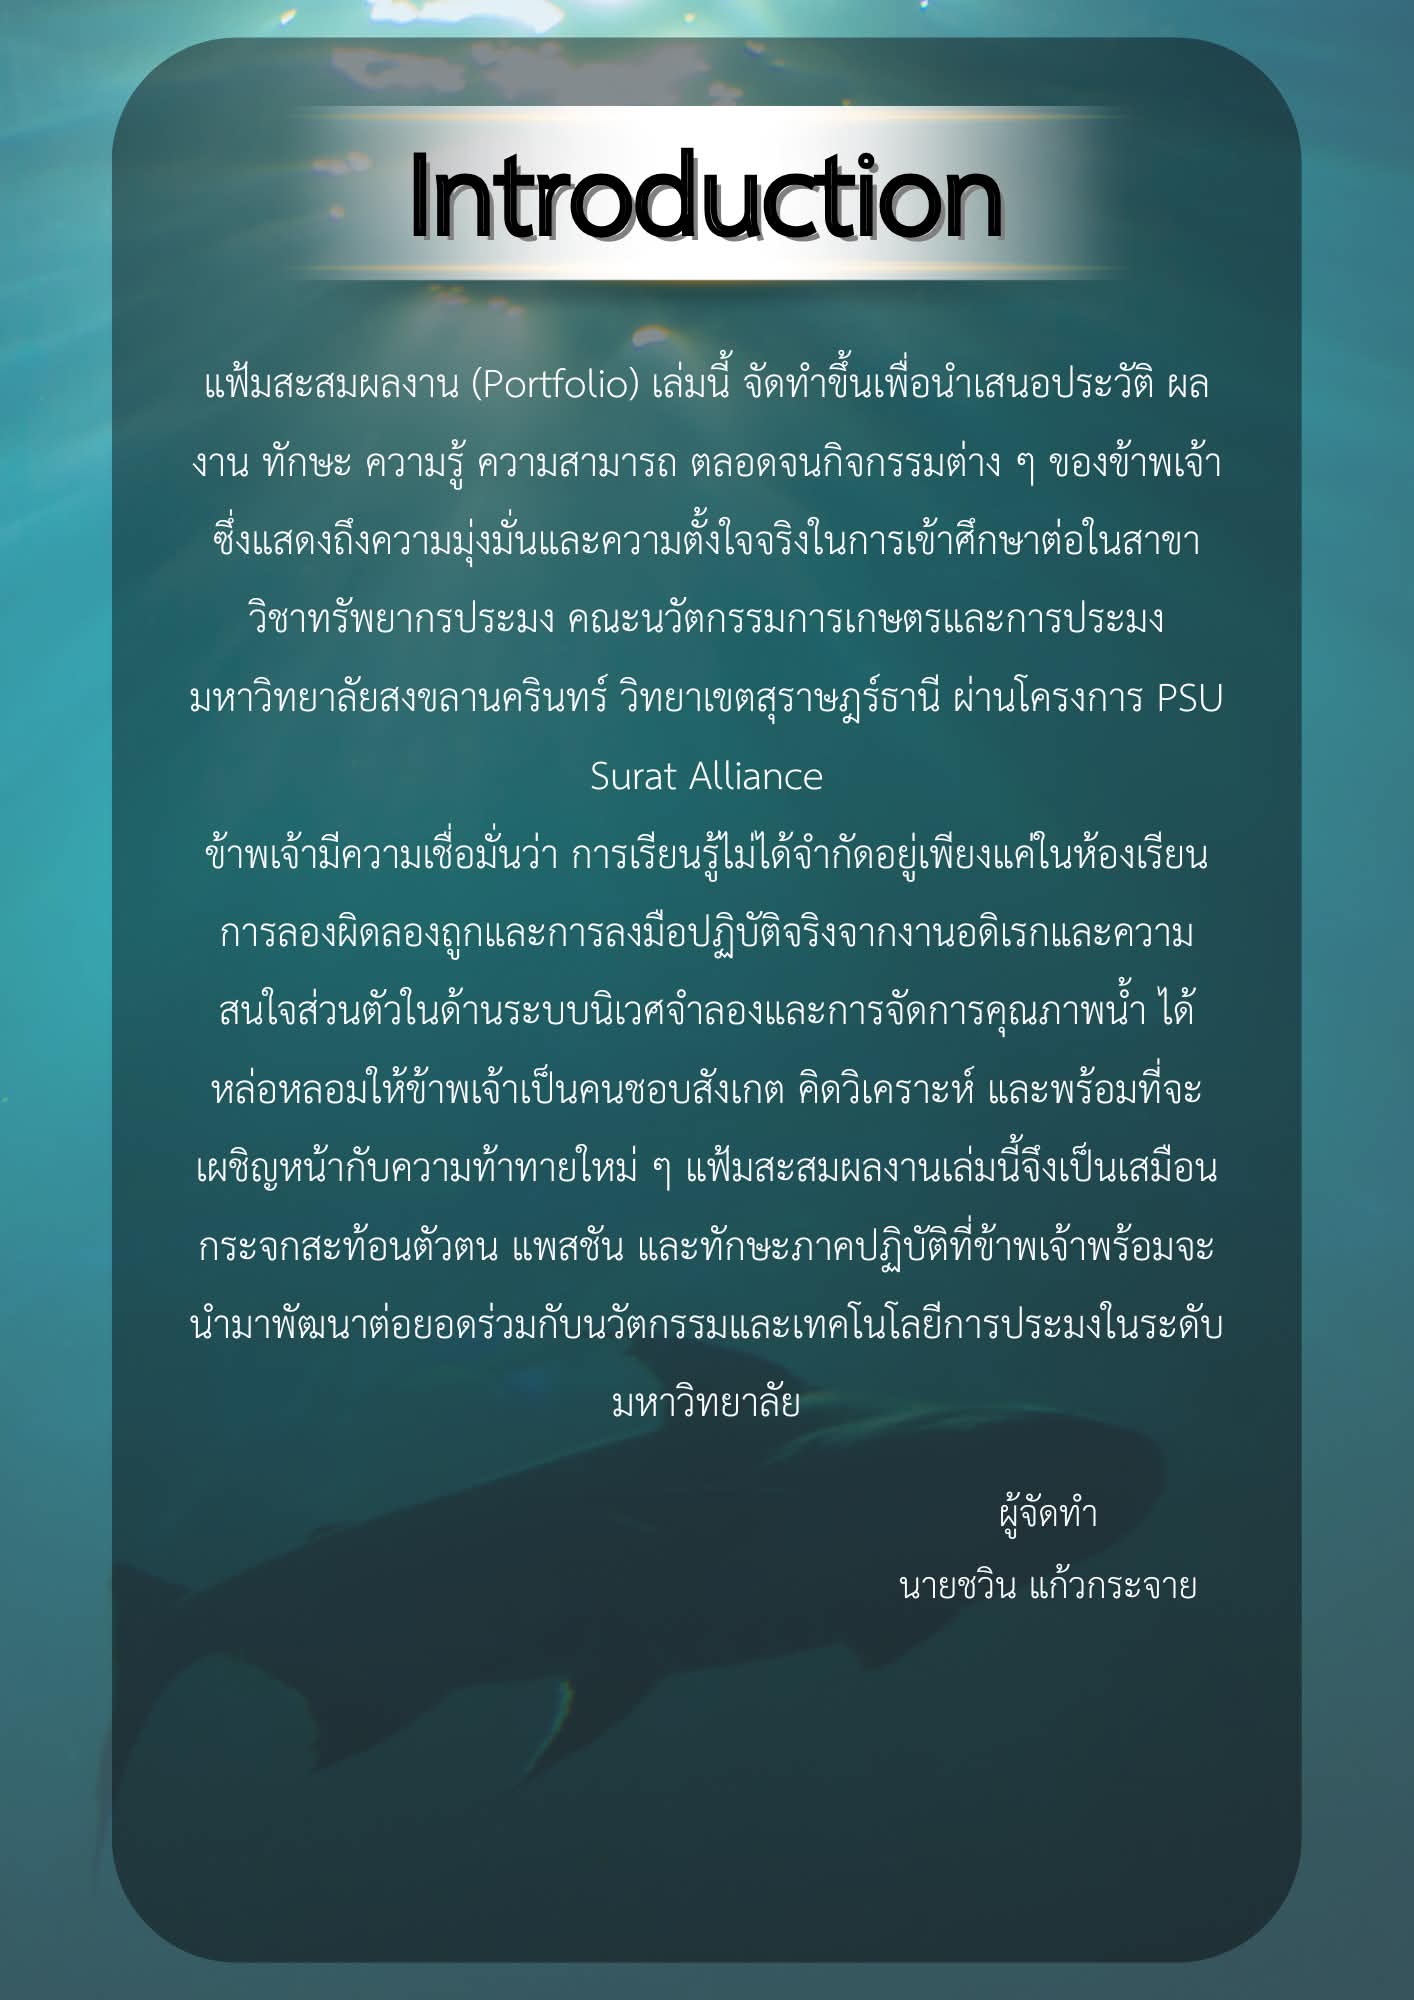 Introduction
แฟ้มสะสมผลงาน (Portfolio) เล่มนี้ จัดทำขึ้นเพื่อนำเสนอประวัติ ผล
งาน ทักษะ ความรู้ ความสามารถ ตลอดจนกิจกรรมต่าง ๆ ของข้าพเจ้า
ซึ่งแสดงถึงความมุ่งมั่นและความตั้งใจจริงในการเข้าศึกษาต่อในสาขา
วิชาทรัพยากรประมง คณะนวัตกรรมการเกษตรและการประมง
มหาวิทยาลัยสงขลานครินทร์ วิทยาเขตสุราษฎร์ธานี ผ่านโครงการ PSU
Surat Alliance
ข้าพเจ้ามีความเชื่อมั่นว่า การเรียนรู้ไม่ได้จำกัดอยู่เพียงแค่ในห้องเรียน
การลองผิดลองถูกและการลงมือปฏิบัติจริงจากงานอดิเรกและความ
สนใจส่วนตัวในด้านระบบนิเวศจำลองและการจัดการคุณภาพน้ำ ได้
หล่อหลอมให้ข้าพเจ้าเป็นคนชอบสังเกต คิดวิเคราะห์ และพร้อมที่จะ
เผชิญหน้ากับความท้าทายใหม่ ๆ แฟ้มสะสมผลงานเล่มนี้จึงเป็นเสมือน
กระจกสะท้อนตัวตน แพสชัน และทักษะภาคปฏิบัติที่ข้าพเจ้าพร้อมจะ
นำมาพัฒนาต่อยอดร่วมกับนวัตกรรมและเทคโนโลยีการประมงในระดับ
มหาวิทยาลัย
ผู้จัดทำ
นายชวิน แก้วกระจาย